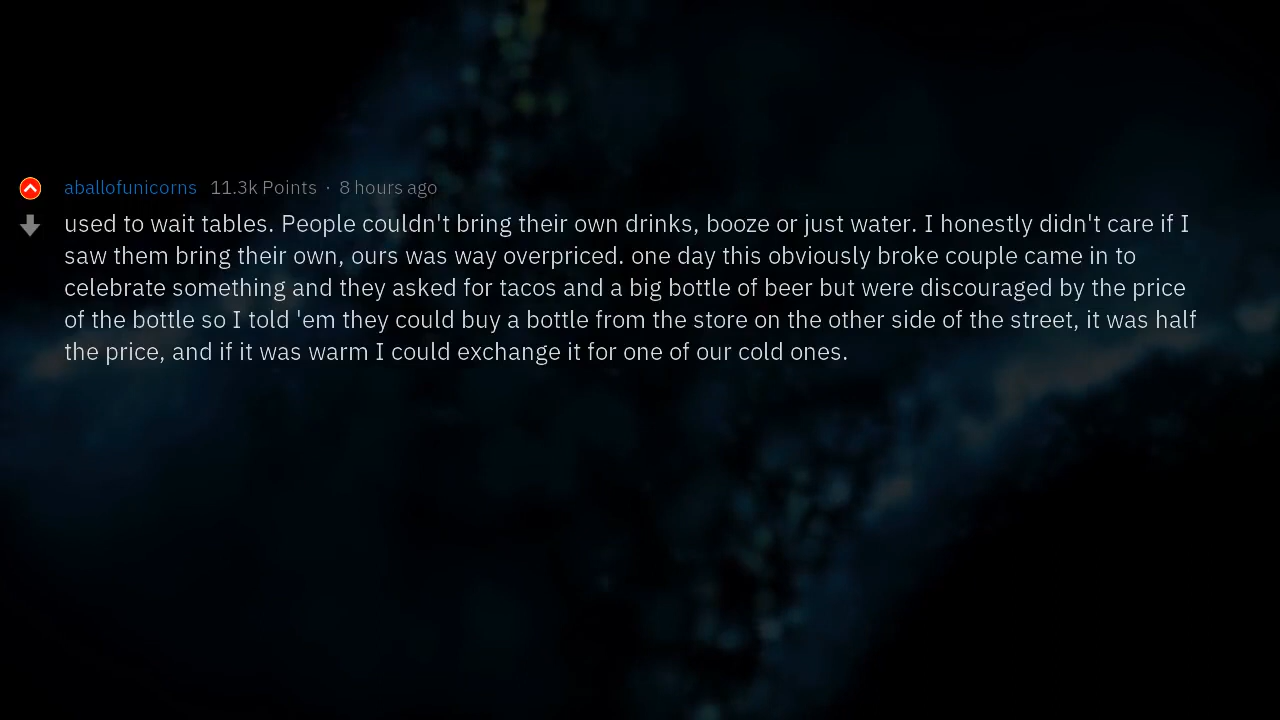 aballofunicorns 11.3k Points · 8 hours ago
used to wait tables. People couldn't bring their own drinks, booze or just water. I honestly didn't care if I
saw them bring their own, ours was way overpriced. one day this obviously broke couple came in to
celebrate something and they asked for tacos and a big bottle of beer but were discouraged by the price
of the bottle so I told 'em they could buy a bottle from the store on the other side of the street, it was half
the price, and if it was warm I could exchange it for one of our cold ones.